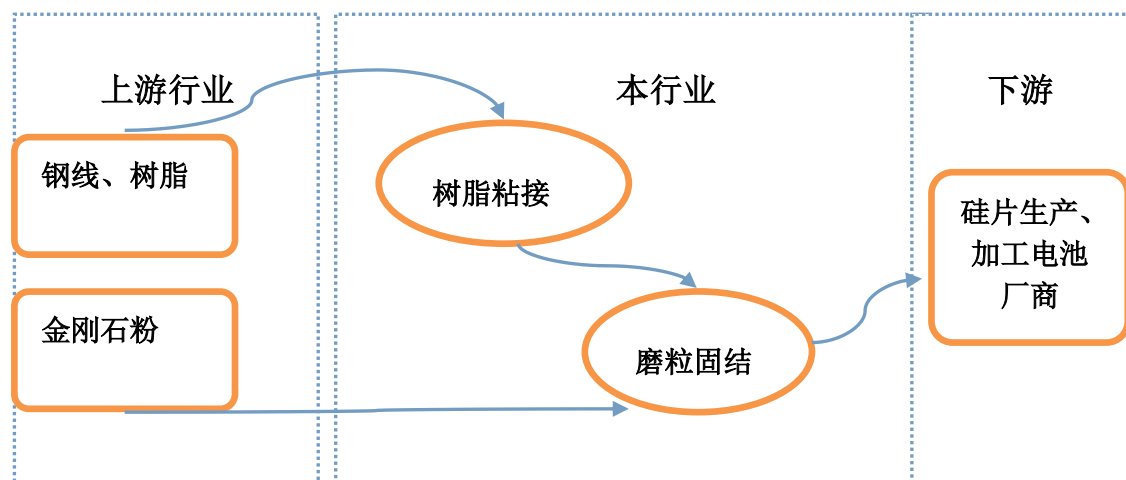 上游行业
本行业
下游
钢线、树脂
树脂粘接
硅片生产、
加工电池
厂商
金刚石粉
磨粒固结